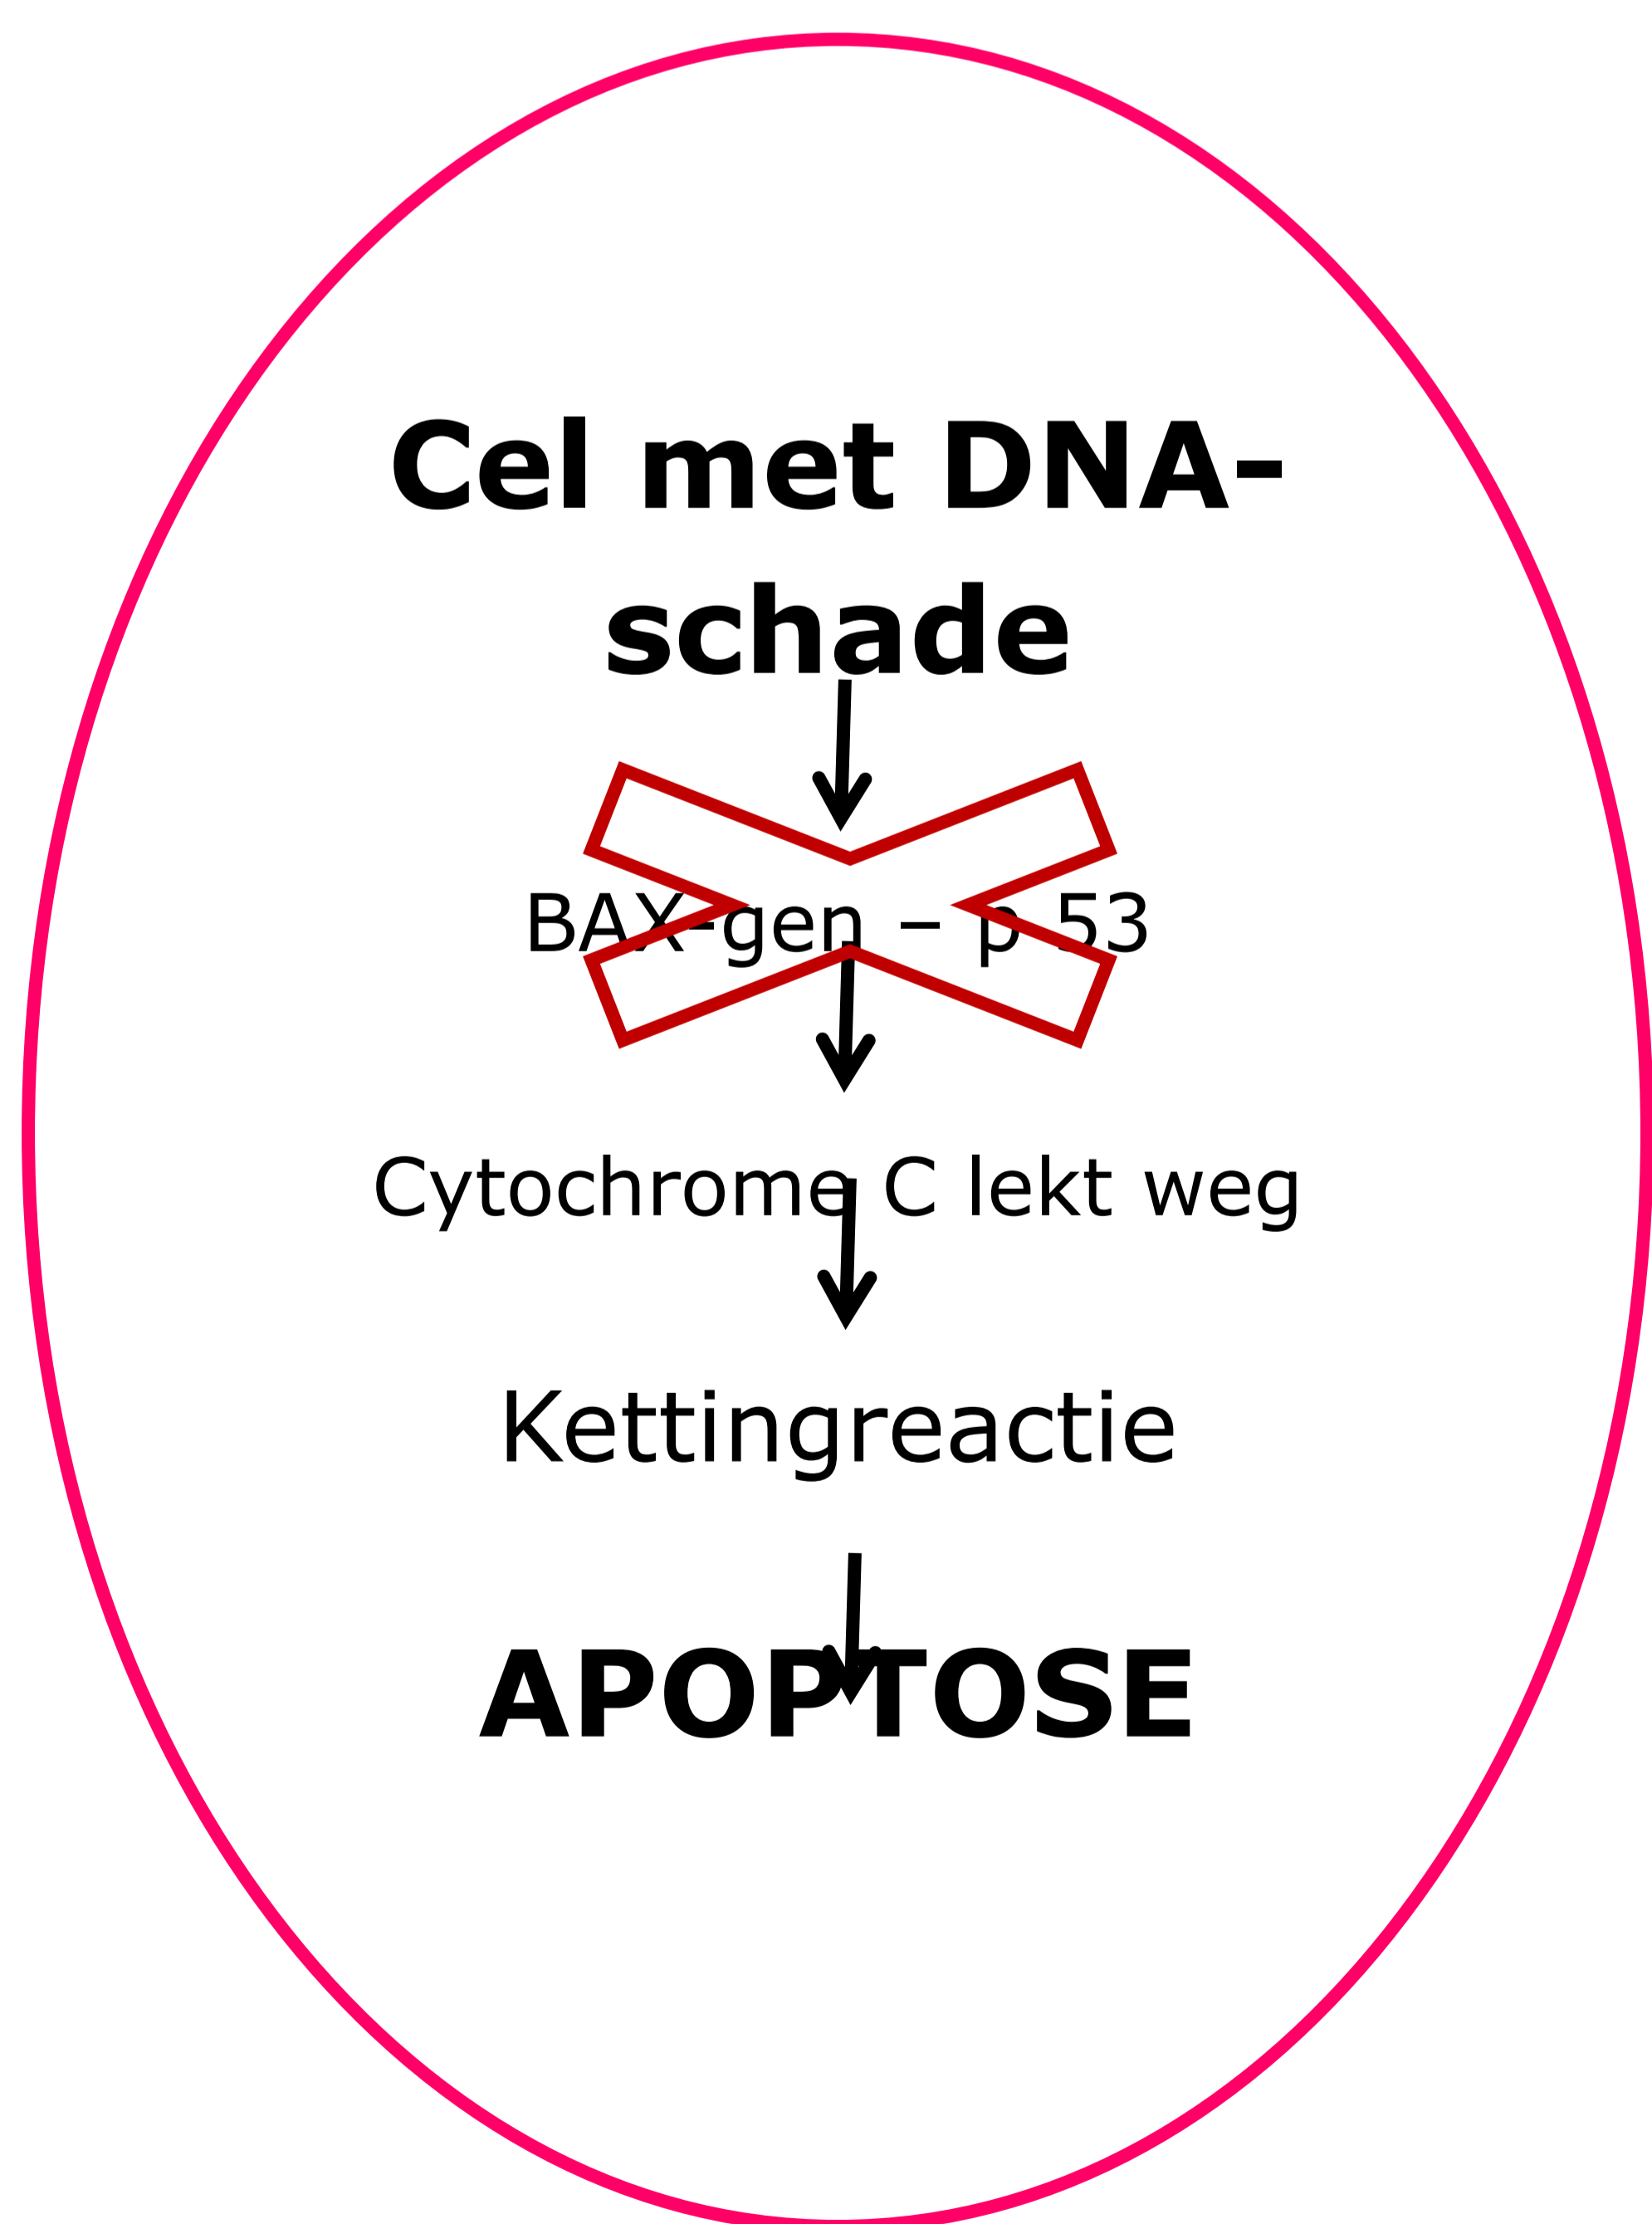 Cel met DNA-
schade
BAX-gen – p 53
Cytochrome C lekt weg
Kettingreactie
APOPTOSE